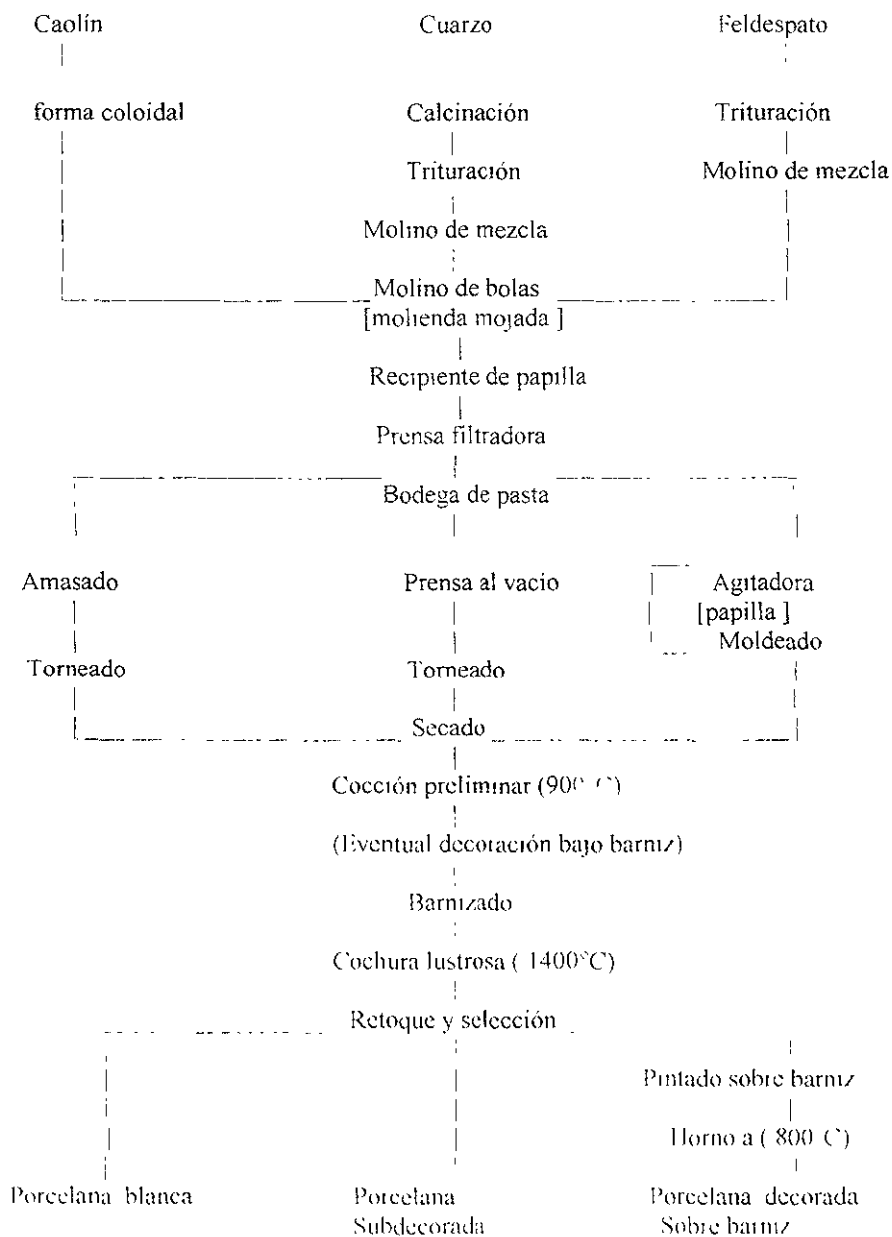 Caolín Cuarzo Feldespato
forma coloidal Calcinación Trituración
Trituración Molino de mezcla
Molino de mezcla
Molino de bolas
[molienda mojada ]
Recipiente de papilla
Prensa filtradora
Bodega de pasta
Amasado Prensa al vacio Agitadora
[papilla ]
Moldeado
Torneado Torneado
Secado
Cocción preliminar (900 C)
(Eventual decoración bajo barniz)
Barnizado
Cochura lustrosa ( 1400°C)
Retoque y selección
Pintado sobre barniz
Horno a ( 800 C)
Porcelana blanca Porcelana Porcelana decorada
Subdecorada Sobre barniz